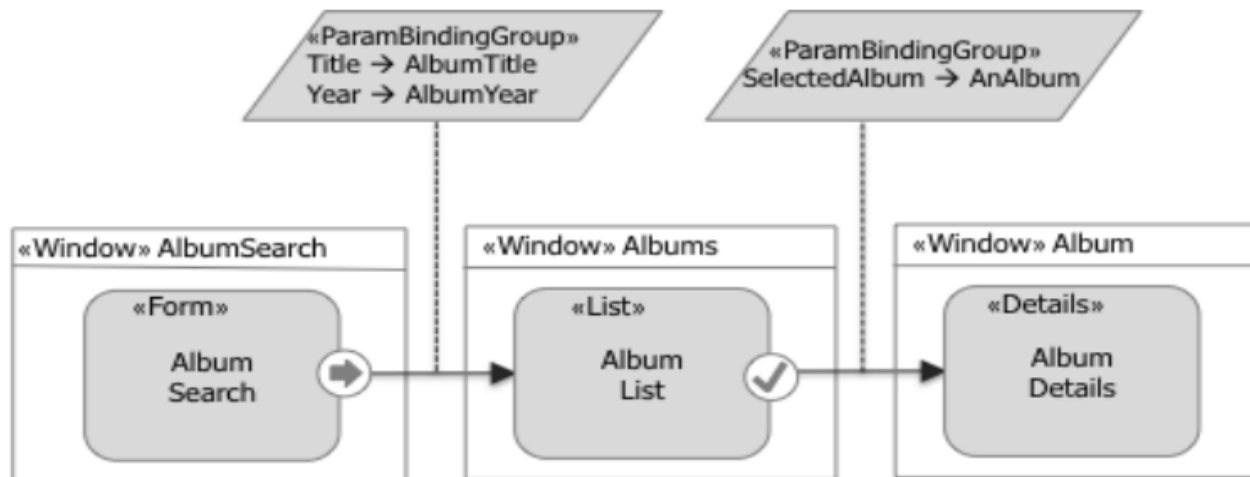 «ParamBindingGroup»
Title → AlbumTitle
Year → AlbumYear
«ParamBindingGroup»
SelectedAlbum → AnAlbum
«Window» AlbumSearch
«Form»
Album
Search
«Window» Albums
«List»
Album
List
«Window» Album
«Details»
Album
Details